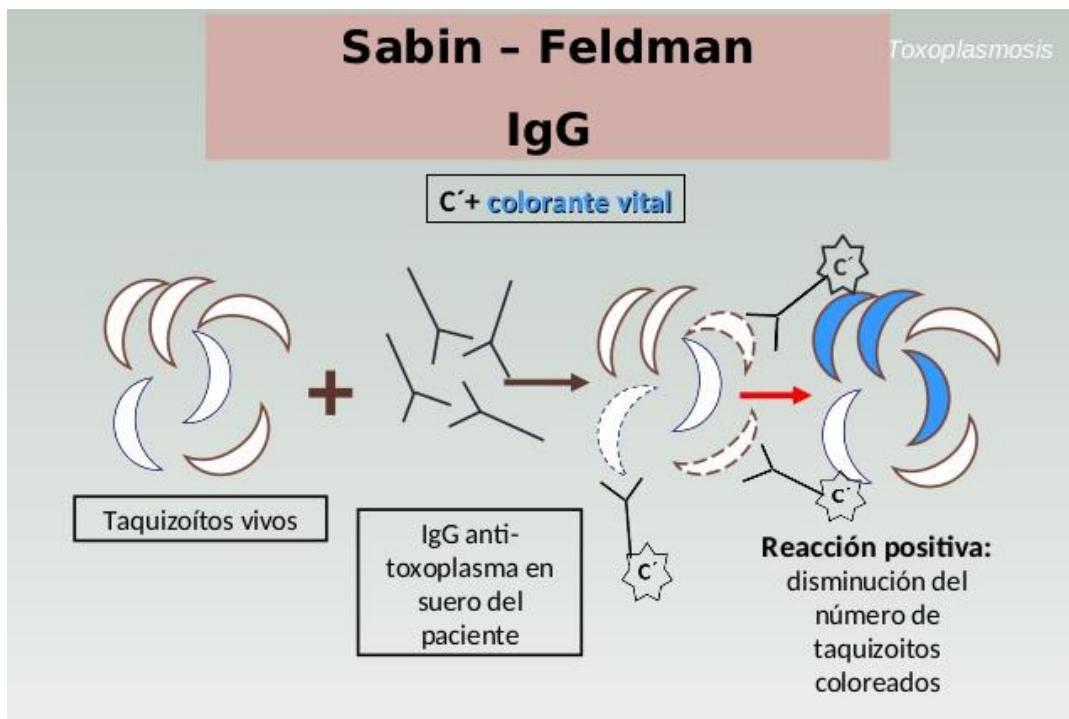 Sabin – Feldman
IgG
Toxoplasmosis
C´+ colorante vital
C´
Taquizoítos vivos
IgG anti-
toxoplasma en
suero del
paciente
C´
C´
Reacción positiva:
disminución del
número de
taquizoitos
coloreados